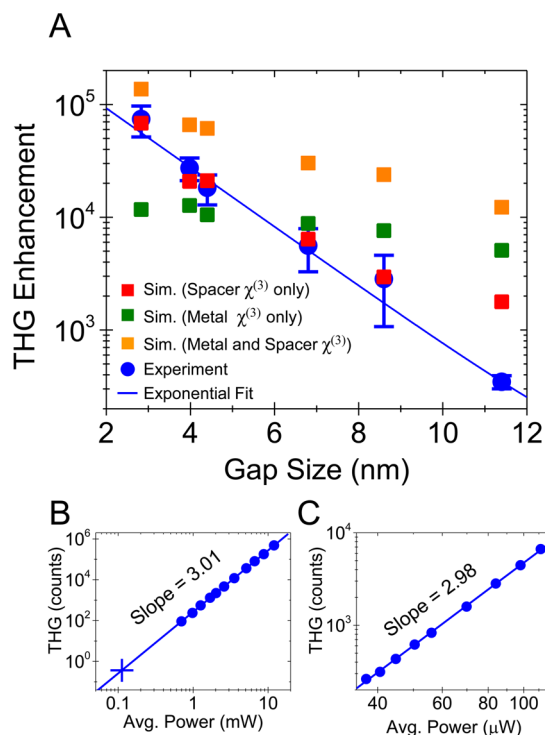 A
THG Enhancement
10^5
10^4
10^3
Sim. (Spacer χ^(3) only)
Sim. (Metal χ^(3) only)
Sim. (Metal and Spacer χ^(3))
Experiment
Exponential Fit
2 4 6 8 10 12
Gap Size (nm)
B
THG (counts)
10^6
10^4
10^2
10^0
Slope = 3.01
0.1 1 10
Avg. Power (mW)
C
THG (counts)
10^4
10^3
Slope = 2.98
40 60 80 100
Avg. Power (μW)